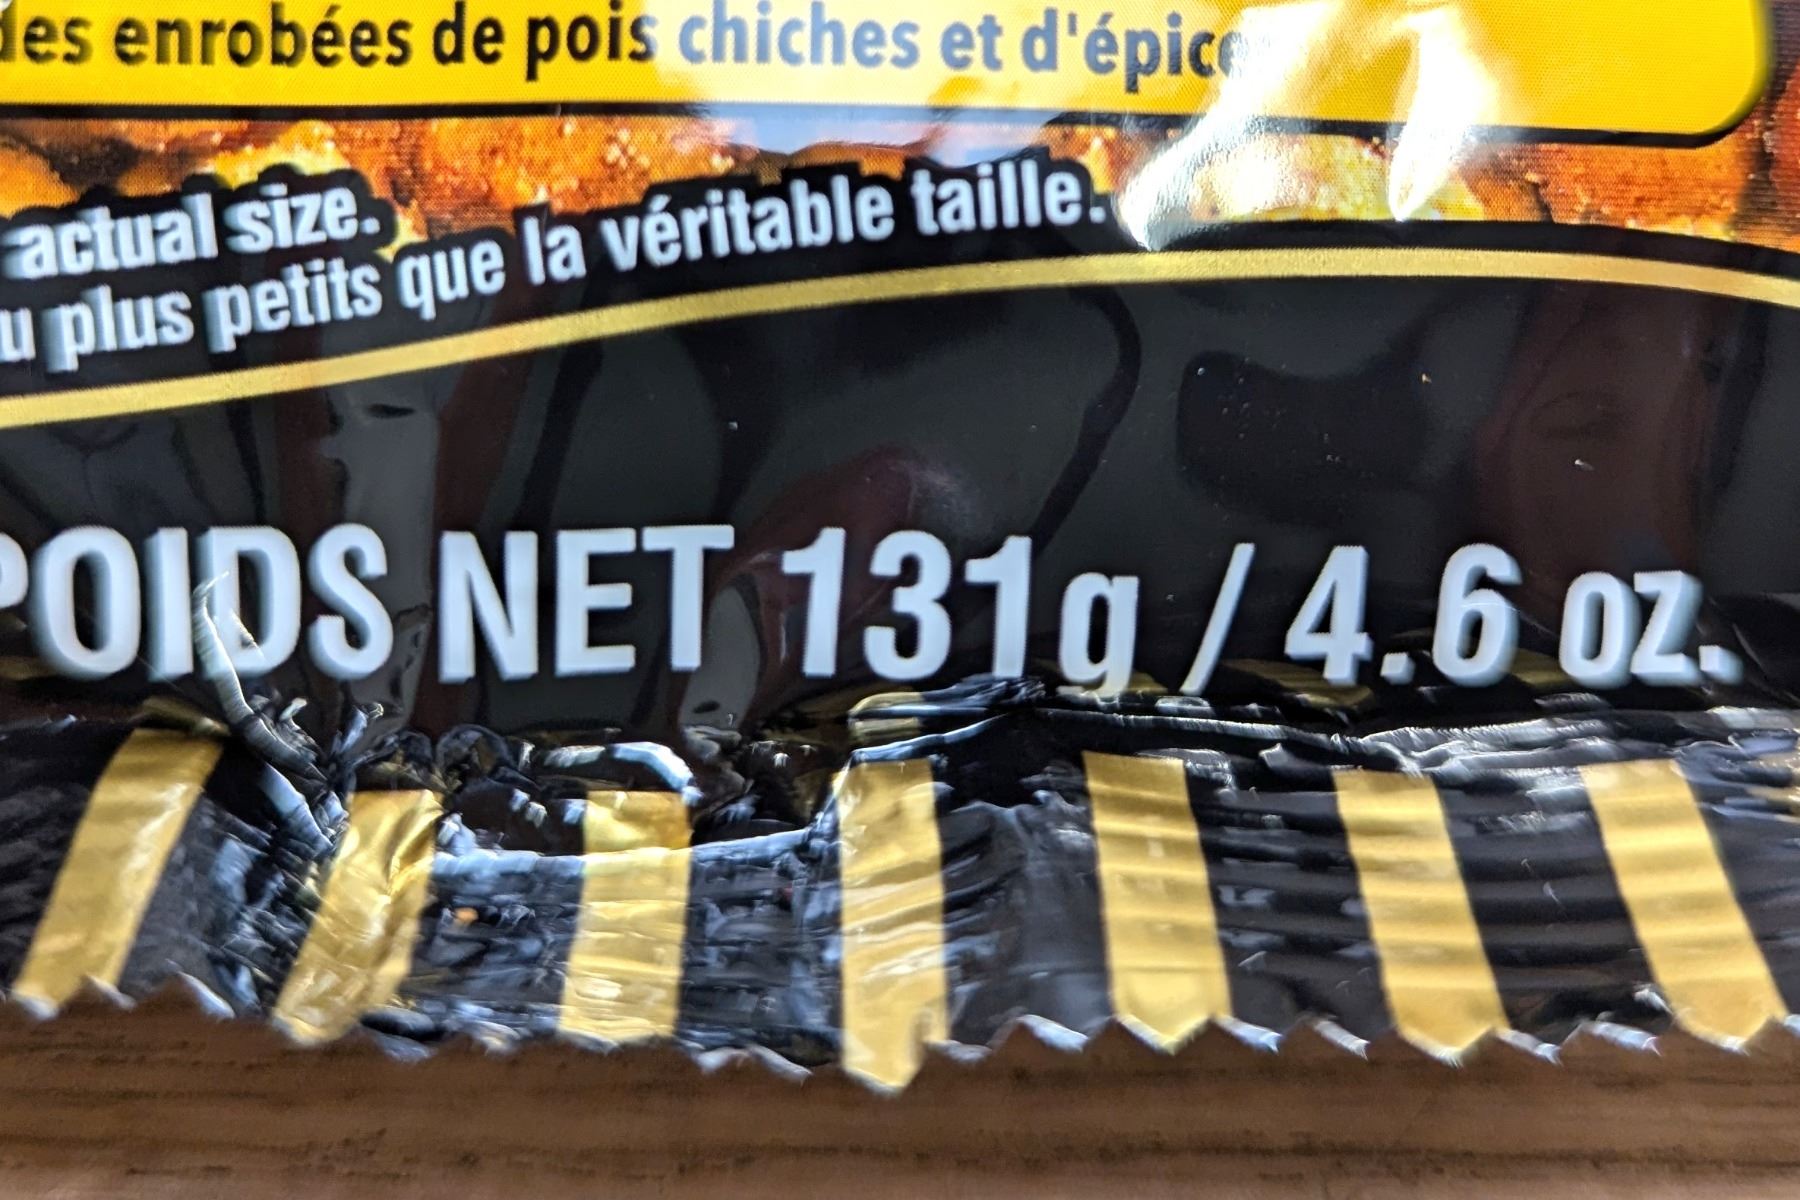 enrobées de pois chiches et d'épice
actual size.
plus petits que la véritable taille.
POIDS NET 131g / 4.6 oz.